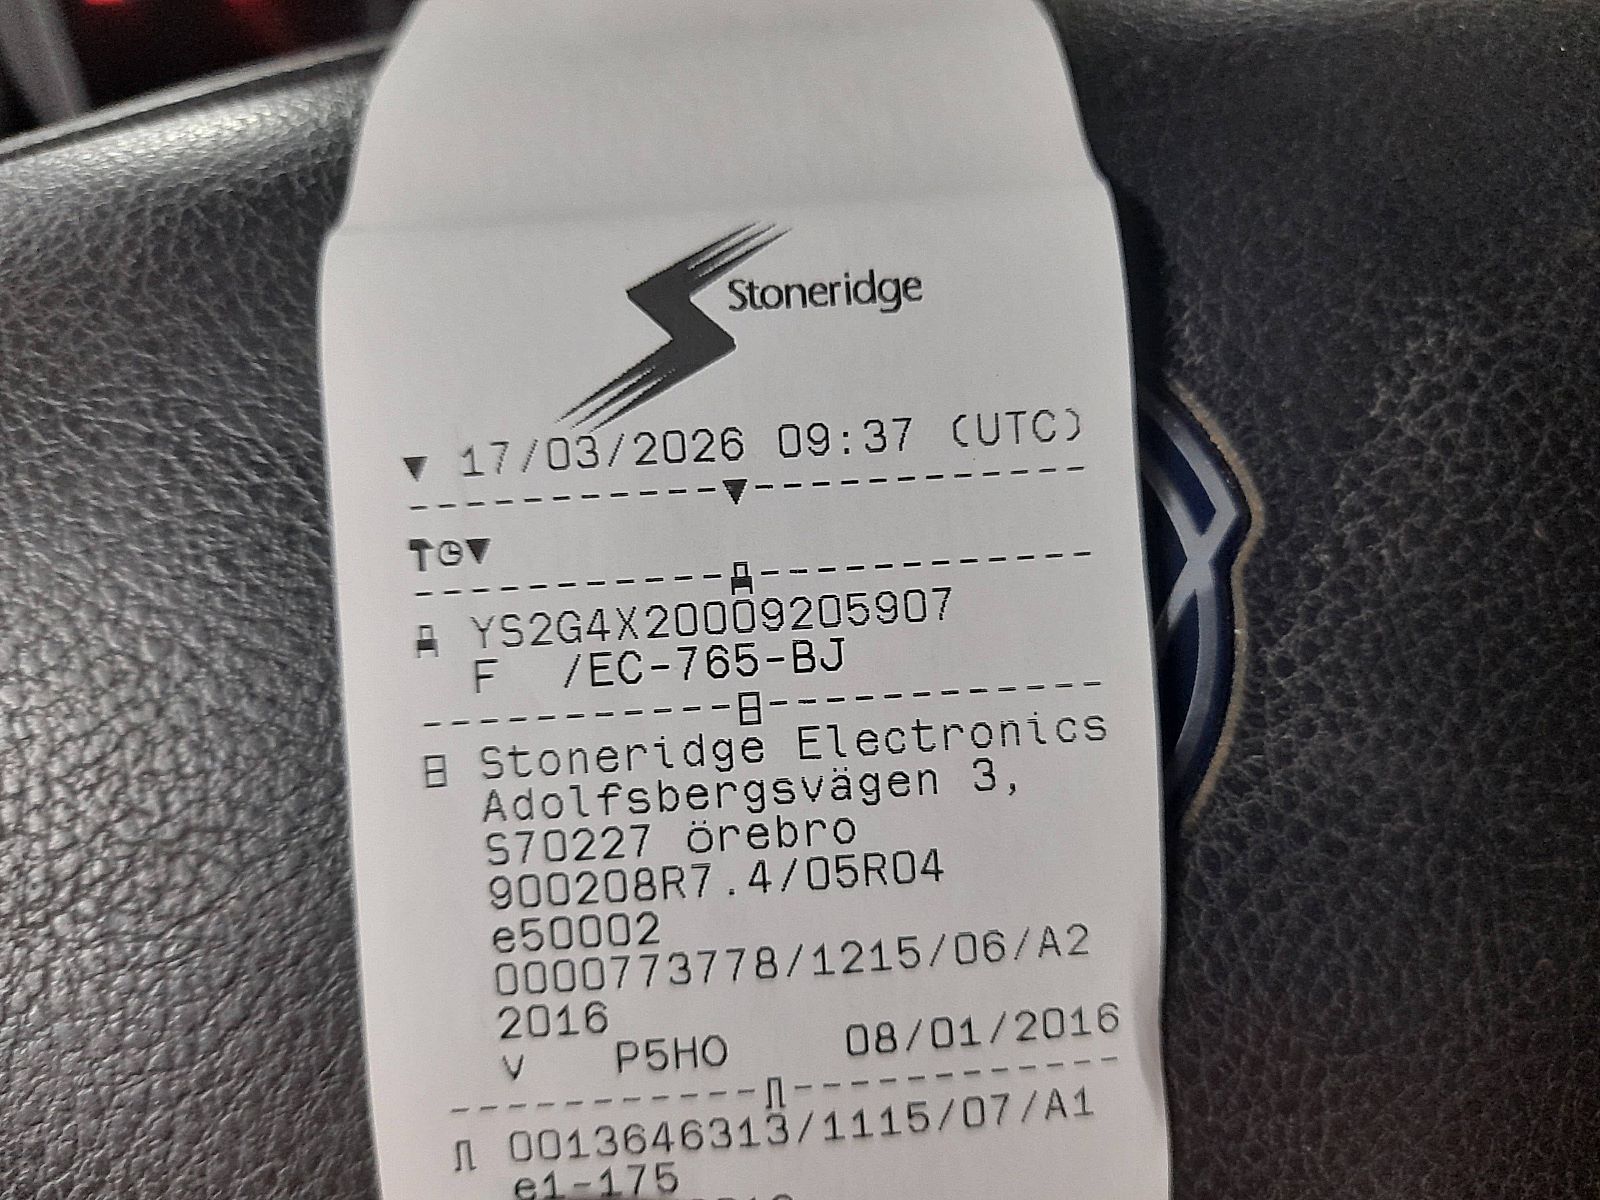 Stoneridge
▼ 17/03/2026 09:37 (UTC)
YS2G4X20009205907
F /EC-765-BJ
Stoneridge Electronics
Adolfsbergsvägen 3,
S70227 örebro
900208R7.4/05R04
e50002
0000773778/1215/06/A2
2016
v P5HO 08/01/2016
0013646313/1115/07/A1
e1-175